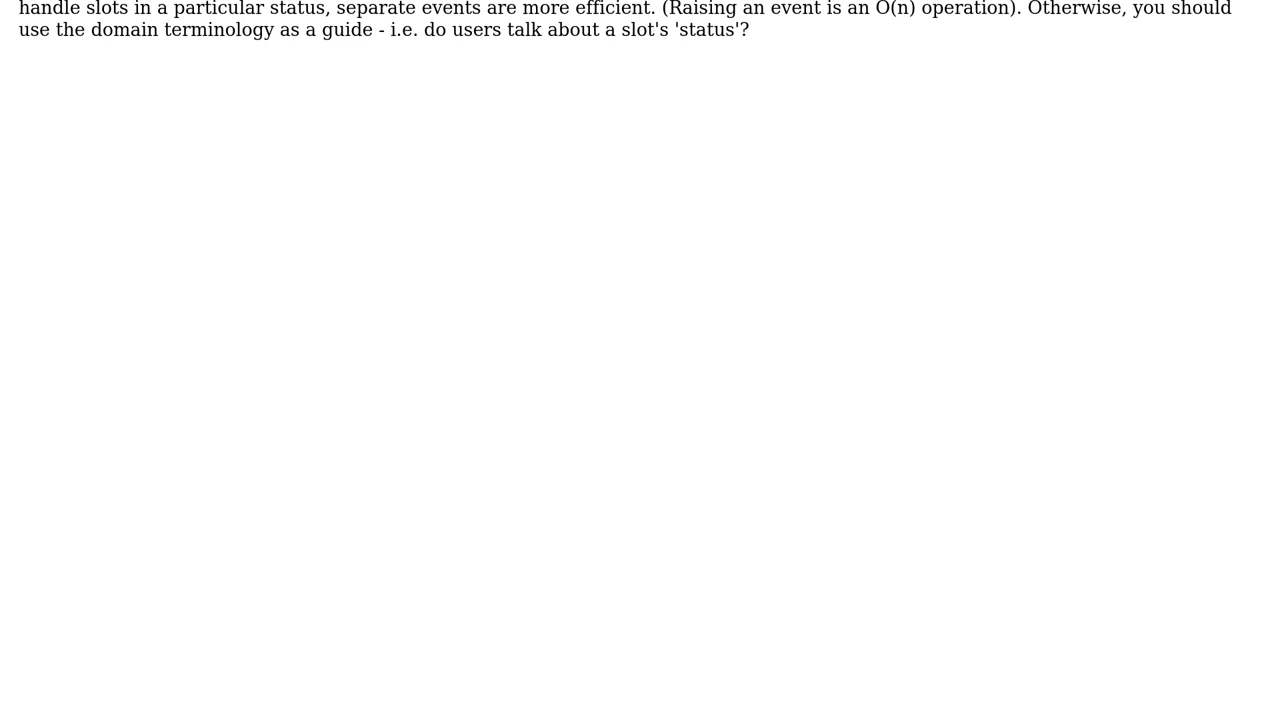 handle slots in a particular status, separate events are more efficient. (Raising an event is an O(n) operation). Otherwise, you should
use the domain terminology as a guide - i.e. do users talk about a slot's 'status'?